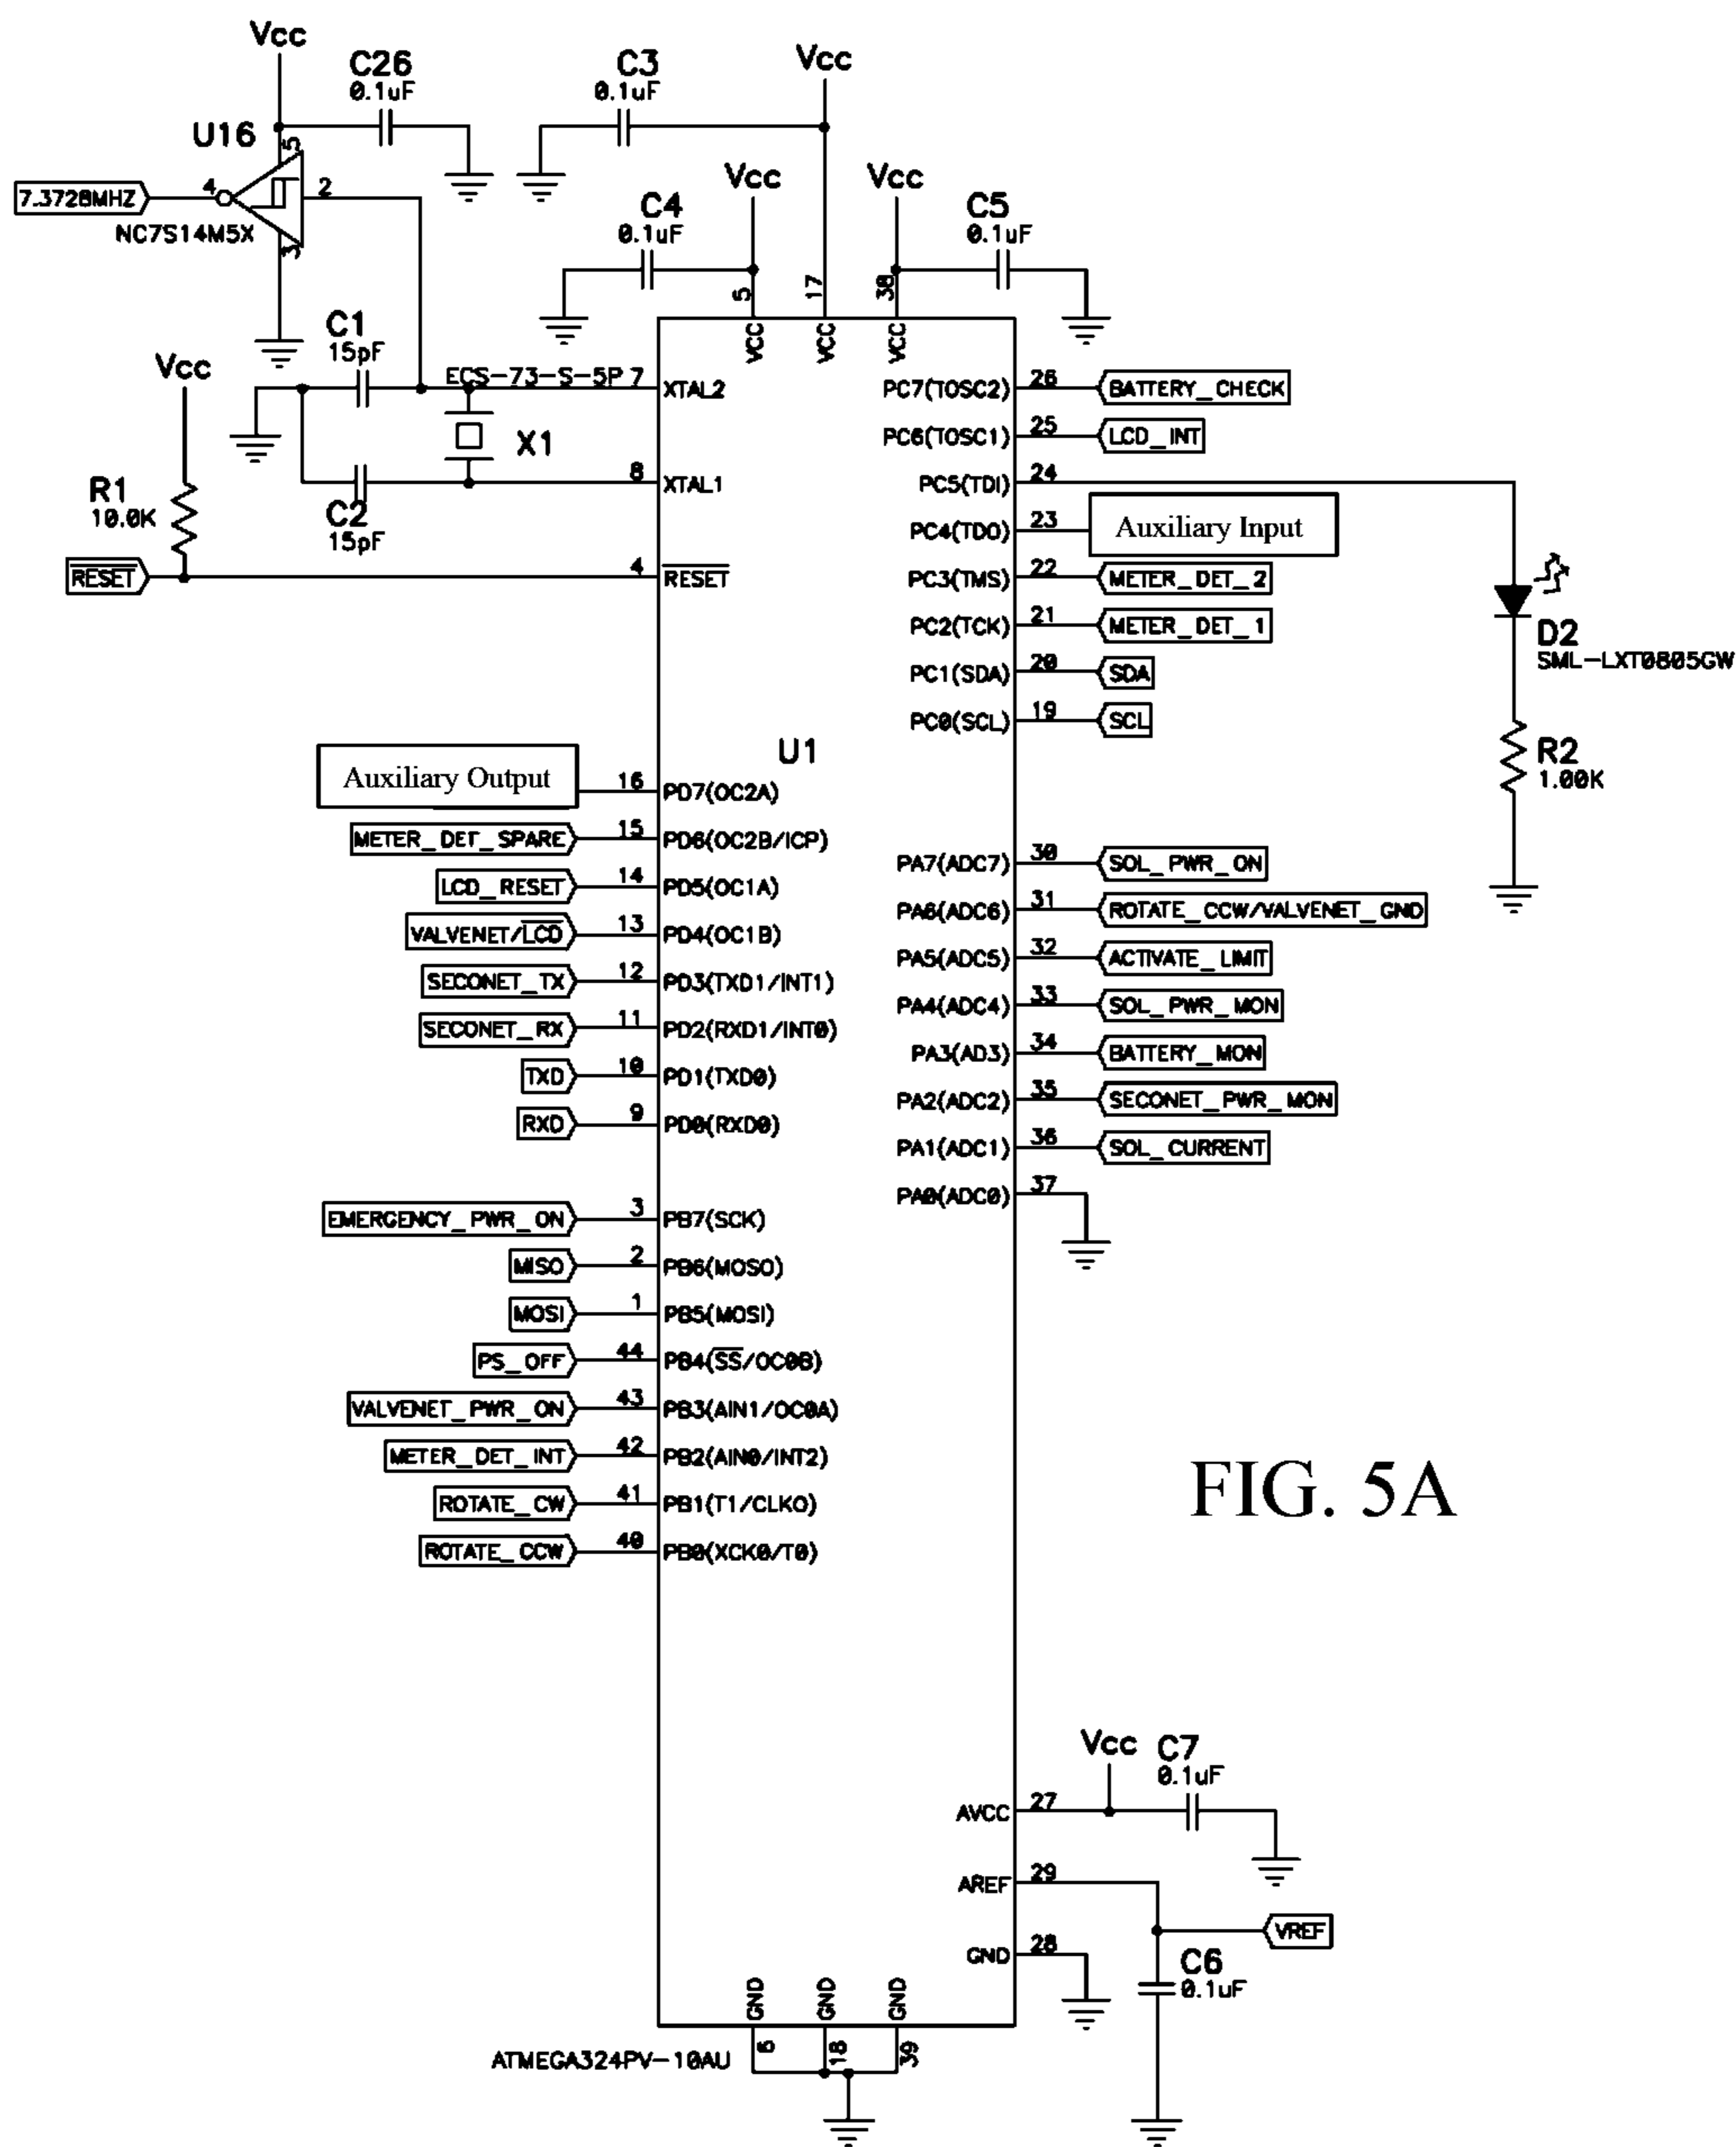 Vcc
C26
0.1uF
C3
0.1uF
Vcc
U16
5
7.3728MHZ
4
2
NC7S14M5X
3
Vcc
Vcc
C4
0.1uF
C5
0.1uF
5
17
38
VCC
VCC
VCC
C1
15pF
Vcc
ECS-73-S-5P
7
XTAL2
X1
8
XTAL1
R1
10.0K
C2
15pF
RESET
4
RESET
PC7(TOSC2)
26
BATTERY_CHECK
PC6(TOSC1)
25
LCD_INT
PC5(TDI)
24
PC4(TDO)
23
Auxiliary Input
PC3(TMS)
22
METER_DET_2
PC2(TCK)
21
METER_DET_1
PC1(SDA)
20
SDA
PC0(SCL)
19
SCL
D2
SML-LXT0805GW
R2
1.00K
U1
Auxiliary Output
16
PD7(OC2A)
METER_DET_SPARE
15
PD6(OC2B/ICP)
LCD_RESET
14
PD5(OC1A)
VALVENET/LCD
13
PD4(OC1B)
SECONET_TX
12
PD3(TXD1/INT1)
SECONET_RX
11
PD2(RXD1/INT0)
TXD
10
PD1(TXD0)
RXD
9
PD0(RXD0)
PA7(ADC7)
30
SOL_PWR_ON
PA6(ADC6)
31
ROTATE_CCW/VALVENET_GND
PA5(ADC5)
32
ACTIVATE_LIMIT
PA4(ADC4)
33
SOL_PWR_MON
PA3(AD3)
34
BATTERY_MON
PA2(ADC2)
35
SECONET_PWR_MON
PA1(ADC1)
36
SOL_CURRENT
PA0(ADC0)
37
EMERGENCY_PWR_ON
3
PB7(SCK)
MISO
2
PB6(MOSO)
MOSI
1
PB5(MOSI)
PS_OFF
44
PB4(SS/OC0B)
VALVENET_PWR_ON
43
PB3(AIN1/OC0A)
METER_DET_INT
42
PB2(AIN0/INT2)
ROTATE_CW
41
PB1(T1/CLKO)
ROTATE_CCW
40
PB0(XCK0/T0)
FIG. 5A
Vcc
C7
0.1uF
AVCC
27
AREF
29
VREF
GND
28
C6
0.1uF
GND
GND
GND
6
18
39
ATMEGA324PV-10AU